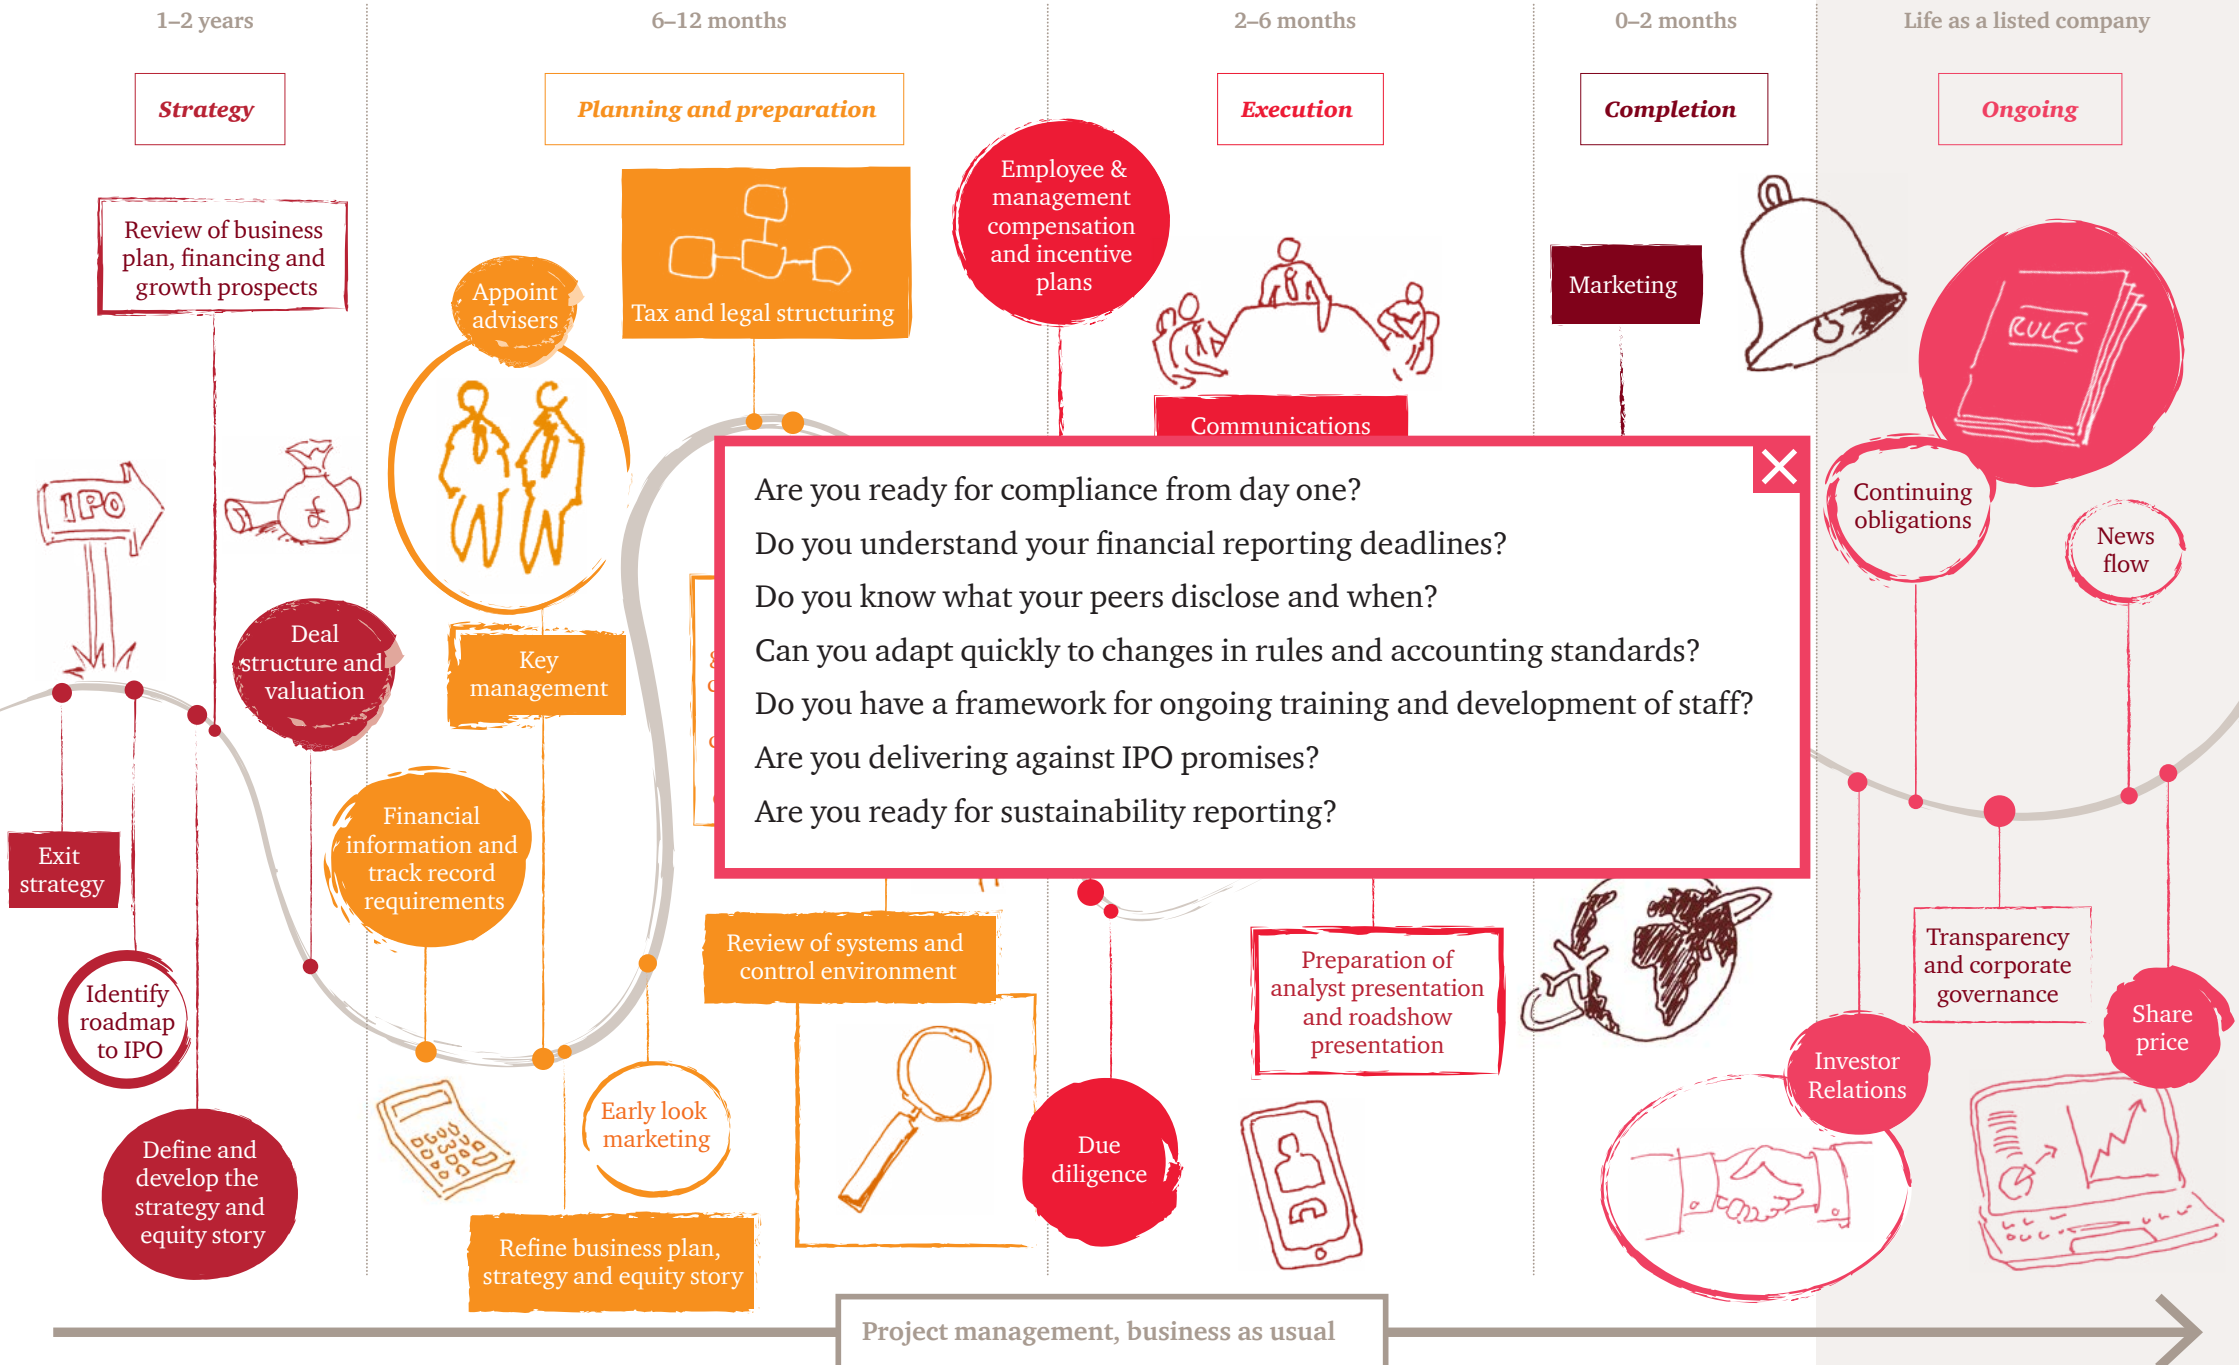 1–2 years
6–12 months
2–6 months
0–2 months
Life as a listed company
Strategy
Planning and preparation
Execution
Completion
Ongoing
Review of business
plan, financing and
growth prospects
IPO
£
Deal
structure and
valuation
Exit
strategy
Identify
roadmap
to IPO
Define and
develop the
strategy and
equity story
Appoint
advisers
Tax and legal structuring
Key
management
Financial
information and
track record
requirements
Early look
marketing
Refine business plan,
strategy and equity story
Review of systems and
control environment
Employee &
management
compensation
and incentive
plans
Communications
Due
diligence
Preparation of
analyst presentation
and roadshow
presentation
Marketing
Are you ready for compliance from day one?
Do you understand your financial reporting deadlines?
Do you know what your peers disclose and when?
Can you adapt quickly to changes in rules and accounting standards?
Do you have a framework for ongoing training and development of staff?
Are you delivering against IPO promises?
Are you ready for sustainability reporting?
RULES
Continuing
obligations
News
flow
Transparency
and corporate
governance
Investor
Relations
Share
price
Project management, business as usual